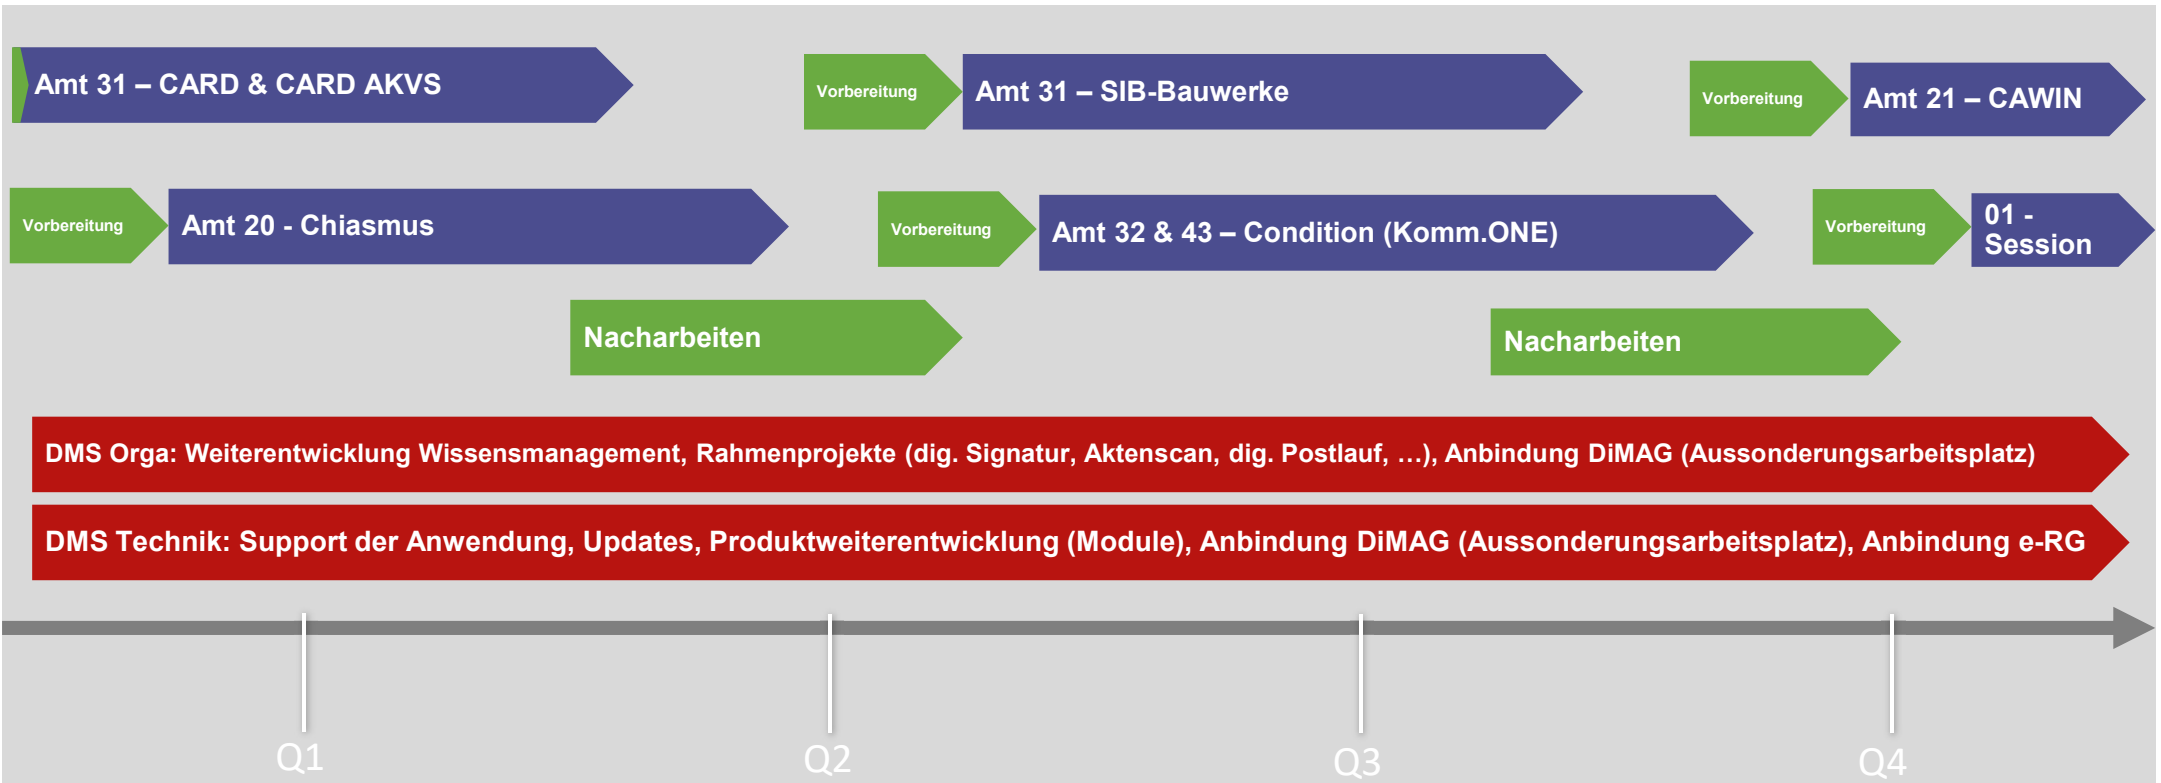 Amt 31 – CARD & CARD AKVS
Vorbereitung
Amt 31 – SIB-Bauwerke
Vorbereitung
Amt 21 – CAWIN
Vorbereitung
Amt 20 - Chiasmus
Vorbereitung
Amt 32 & 43 – Condition (Komm.ONE)
Vorbereitung
01 -
Session
Nacharbeiten
Nacharbeiten
DMS Orga: Weiterentwicklung Wissensmanagement, Rahmenprojekte (dig. Signatur, Aktenscan, dig. Postlauf, …), Anbindung DiMAG (Aussonderungsarbeitsplatz)
DMS Technik: Support der Anwendung, Updates, Produktweiterentwicklung (Module), Anbindung DiMAG (Aussonderungsarbeitsplatz), Anbindung e-RG
Q1
Q2
Q3
Q4